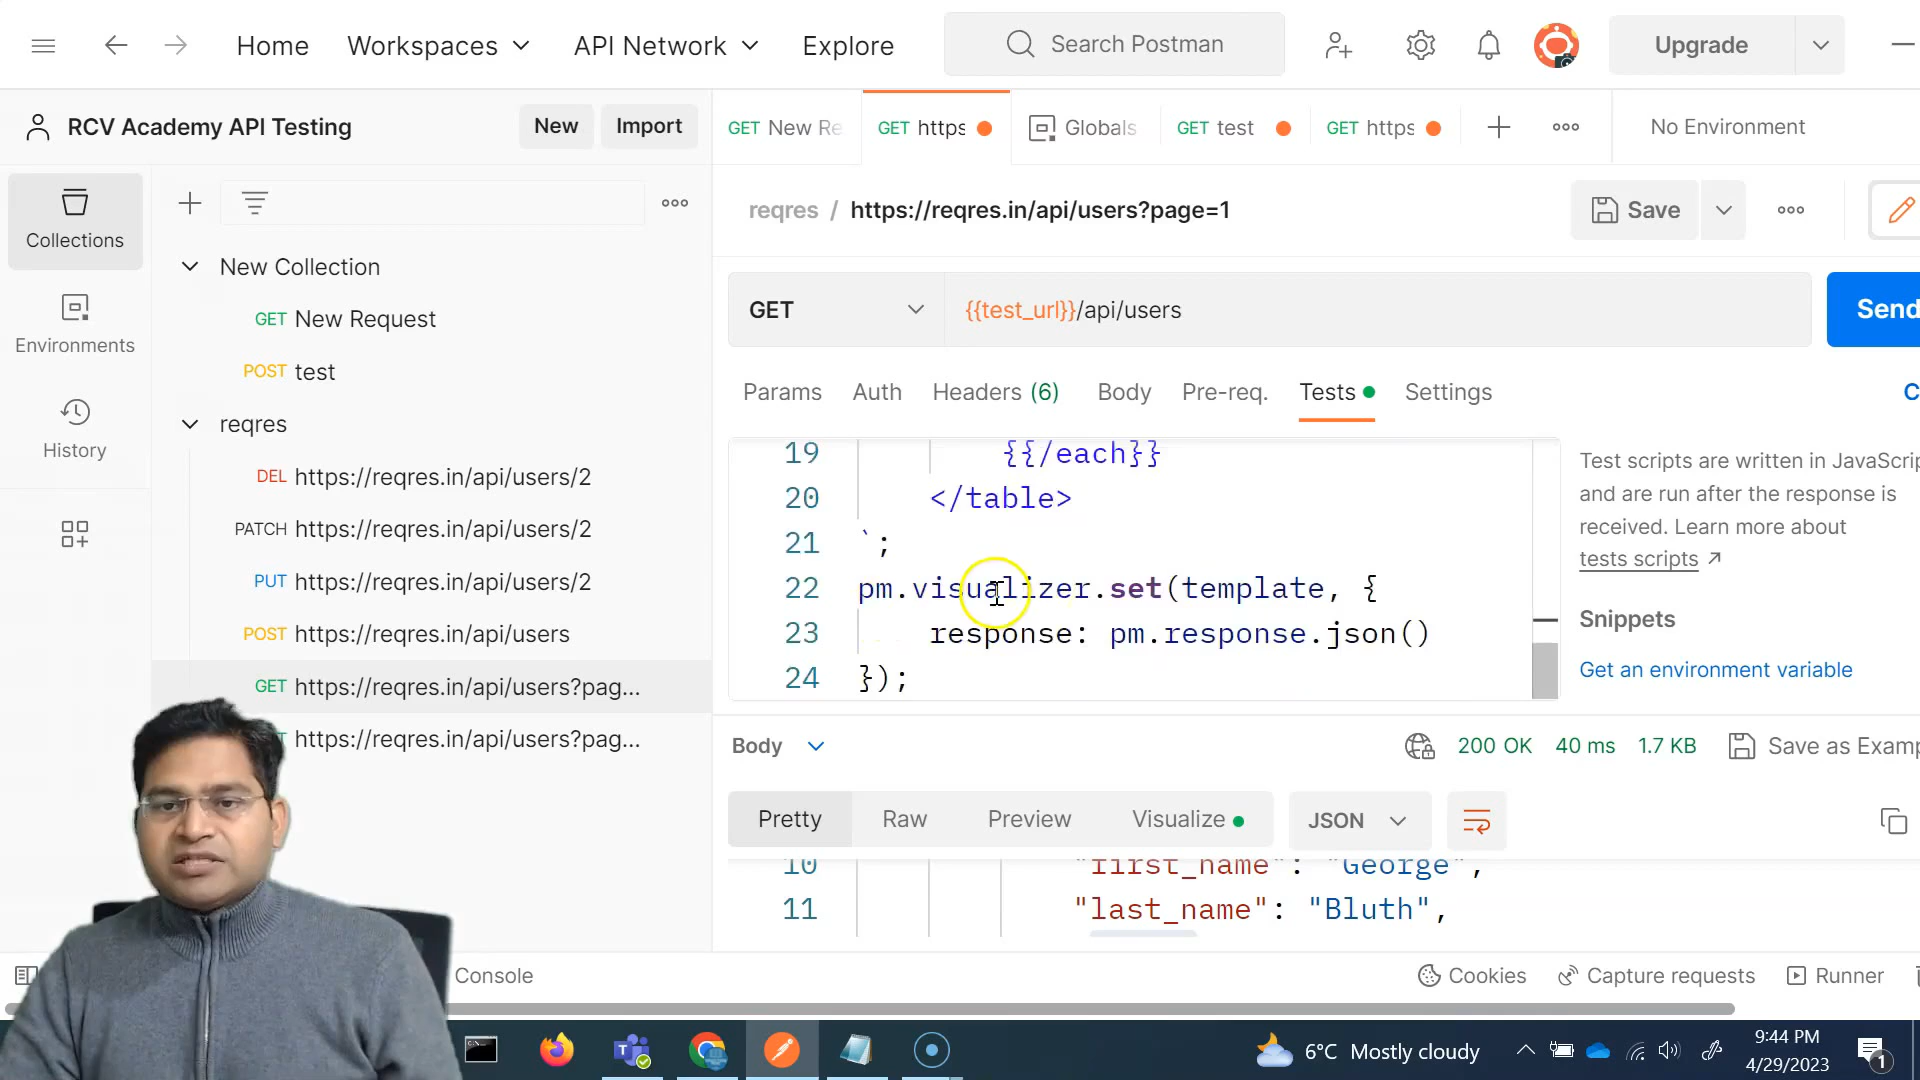 Home
Workspaces
API Network
Explore
Search Postman
Upgrade
RCV Academy API Testing
New
Import
GET New Re
GET https
Globals
GET test
GET https
No Environment
Collections
Environments
History
New Collection
GET New Request
POST test
reqres
DEL https://reqres.in/api/users/2
PATCH https://reqres.in/api/users/2
PUT https://reqres.in/api/users/2
POST https://reqres.in/api/users
GET https://reqres.in/api/users?pag...
https://reqres.in/api/users?pag...
reqres / https://reqres.in/api/users?page=1
Save
GET
{{test_url}}/api/users
Send
Params
Auth
Headers (6)
Body
Pre-req.
Tests
Settings
C
19 {{/each}}
20 </table>
21 `;
22 pm.visualizer.set(template, {
23 response: pm.response.json()
24 });
Test scripts are written in JavaScrip
and are run after the response is
received. Learn more about
tests scripts ↗
Snippets
Get an environment variable
Body
200 OK
40 ms
1.7 KB
Save as Examp
Pretty
Raw
Preview
Visualize
JSON
10 "first_name": "George",
11 "last_name": "Bluth",
Console
Cookies
Capture requests
Runner
6°C Mostly cloudy
9:44 PM
4/29/2023
1